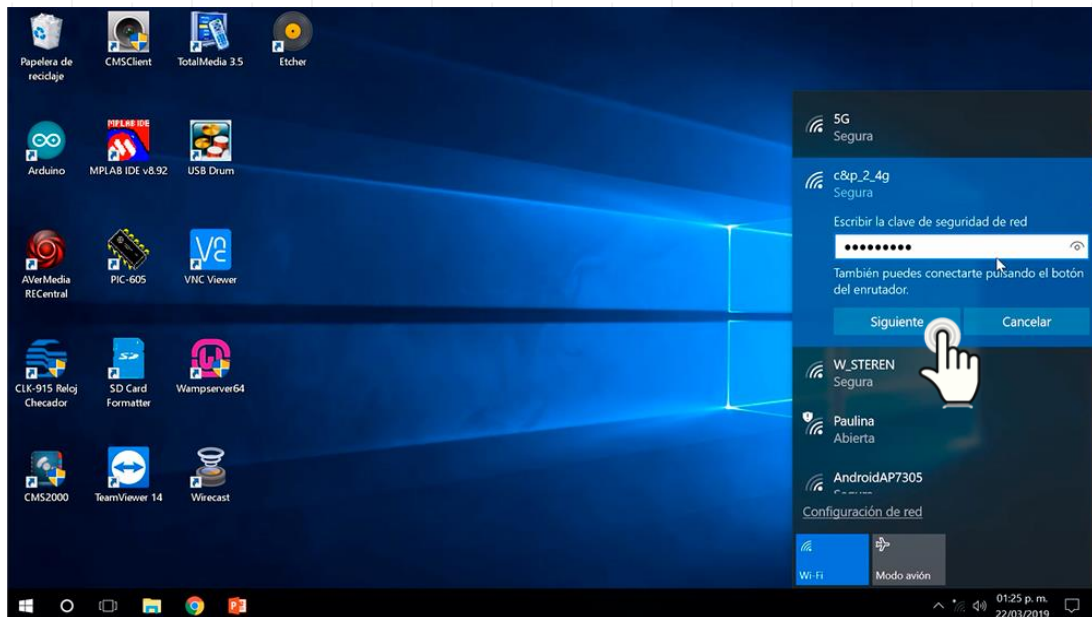 Papelera de
reciclaje
CMSClient
TotalMedia 3.5
Etcher
Arduino
MPLAB IDE
MPLAB IDE v8.92
USB Drum
AVerMedia
RECentral
PIC-605
VNC Viewer
CLK-915 Reloj
Checador
SD Card
Formatter
Wampserver64
CMS2000
TeamViewer 14
Wirecast
5G
Segura
c&p_2_4g
Segura
Escribir la clave de seguridad de red
También puedes conectarte pulsando el botón
del enrutador.
Siguiente
Cancelar
W_STEREN
Segura
Paulina
Abierta
AndroidAP7305
Configuración de red
Wi-Fi
Modo avión
01:25 p. m.
22/03/2019